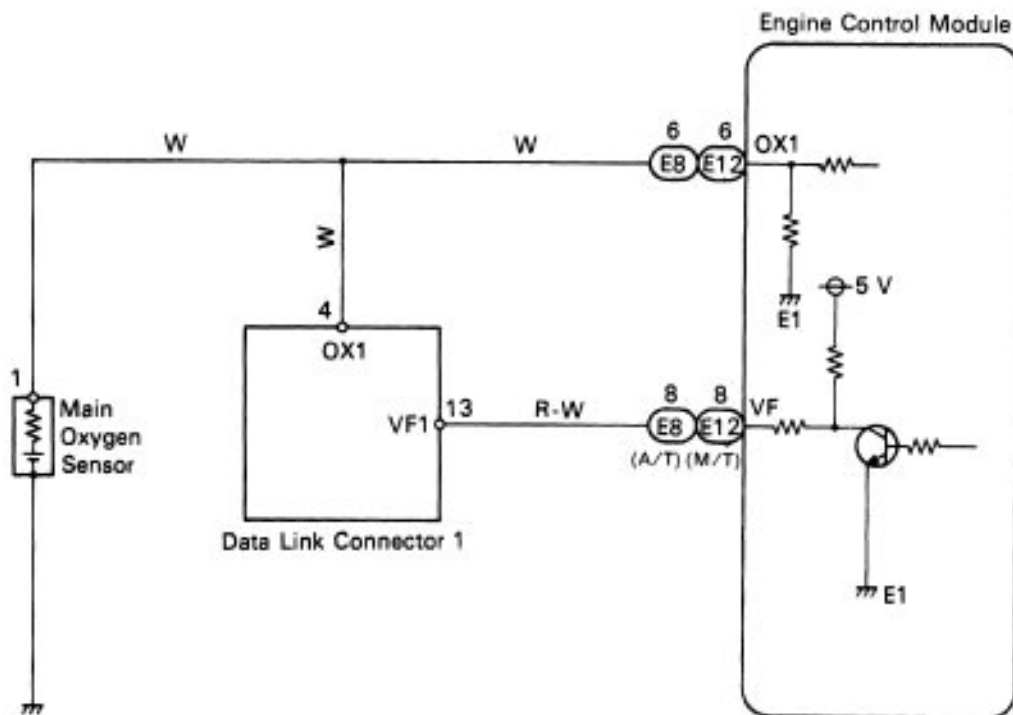 Engine Control Module
W
W
6
6
OX1
E8
E12
W
5 V
E1
4
OX1
1
Main
Oxygen
Sensor
VF1
13
R-W
8
8
VF
E8
E12
(A/T)
(M/T)
Data Link Connector 1
E1